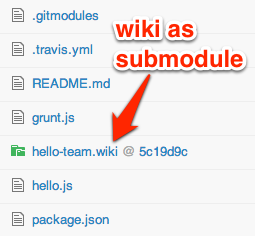 .gitmodules
wiki as
submodule
.travis.yml
README.md
grunt.js
hello-team.wiki @ 5c19d9c
hello.js
package.json